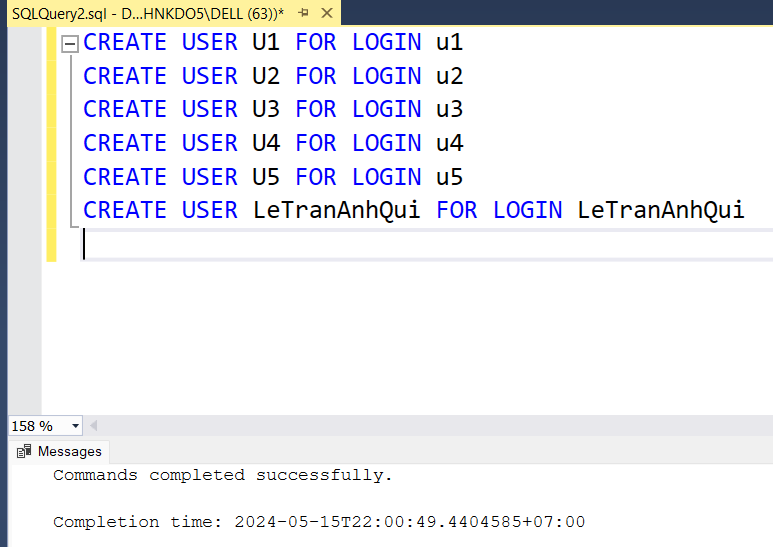 SQLQuery2.sql - D...HNKDO5\DELL (63))*
CREATE USER U1 FOR LOGIN u1
CREATE USER U2 FOR LOGIN u2
CREATE USER U3 FOR LOGIN u3
CREATE USER U4 FOR LOGIN u4
CREATE USER U5 FOR LOGIN u5
CREATE USER LeTranAnhQui FOR LOGIN LeTranAnhQui
158 %
Messages
Commands completed successfully.
Completion time: 2024-05-15T22:00:49.4404585+07:00